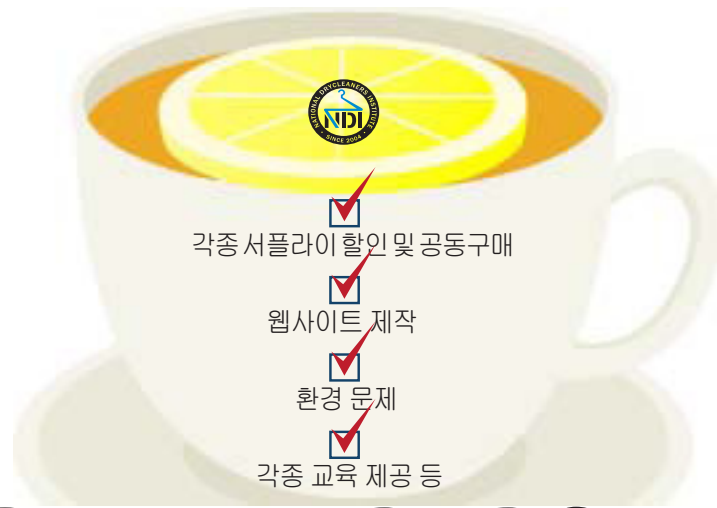 NATIONAL DRYCLEANERS INSTITUTE
NDI
SINCE 2004
각종 서플라이 할인 및 공동구매
웹사이트 제작
환경 문제
각종 교육 제공 등